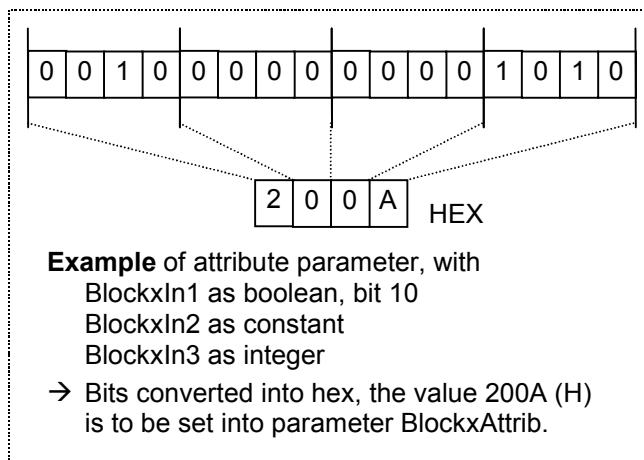 0 0 1 0 0 0 0 0 0 0 0 0 1 0 1 0
2 0 0 A HEX
Example of attribute parameter, with
BlockxIn1 as boolean, bit 10
BlockxIn2 as constant
BlockxIn3 as integer
→ Bits converted into hex, the value 200A (H)
is to be set into parameter BlockxAttrib.